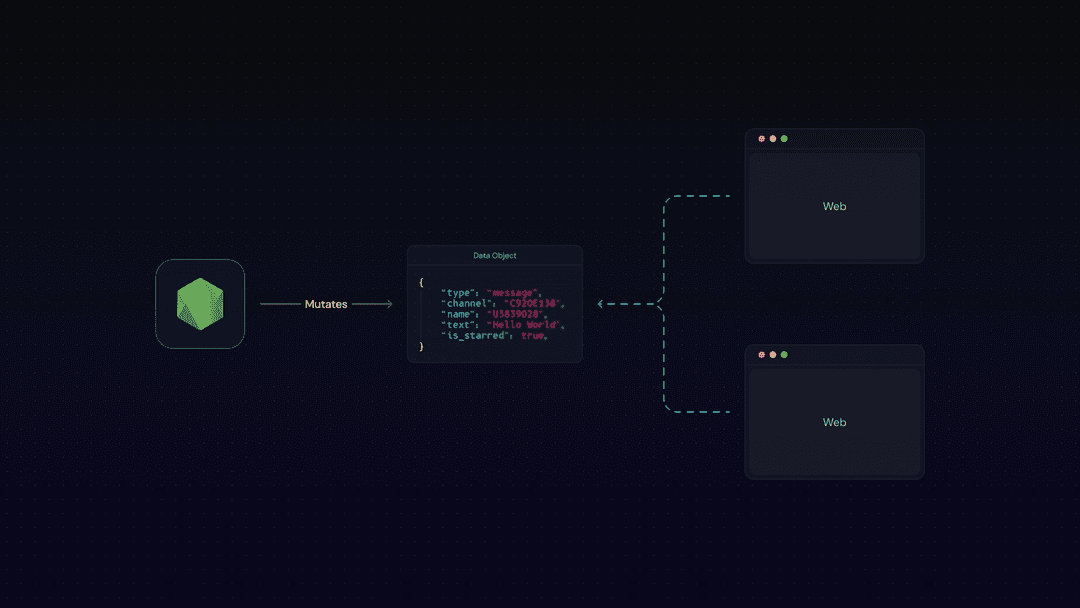 Mutates
Data Object
{
"type": "message",
"channel": "C920E138",
"name": "U3839028",
"text": "Hello World",
"is_starred": true,
}
Web
Web